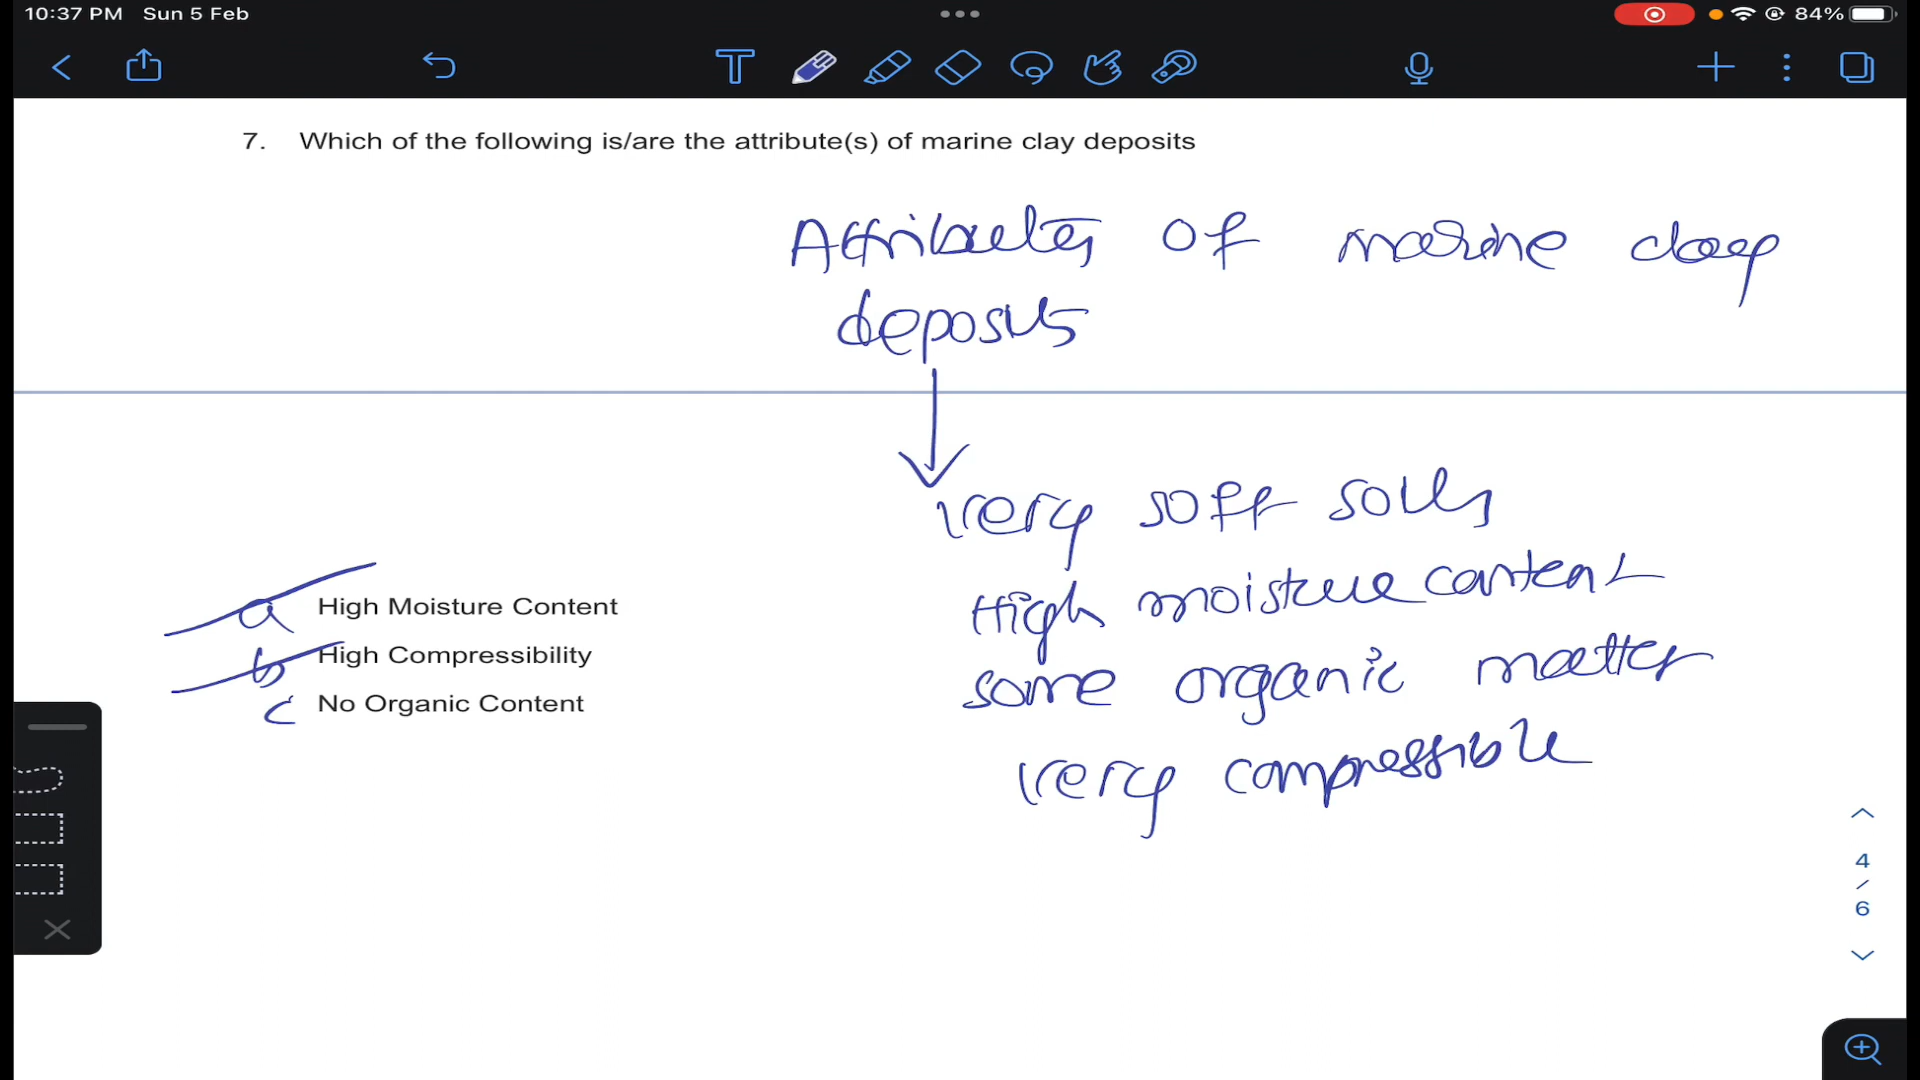 10:37 PM Sun 5 Feb
84%
7. Which of the following is/are the attribute(s) of marine clay deposits
Attributes of marine clay
deposits
very soft soils
High moisture content
some organic matter
very compressible
a High Moisture Content
b High Compressibility
c No Organic Content
4
/
6